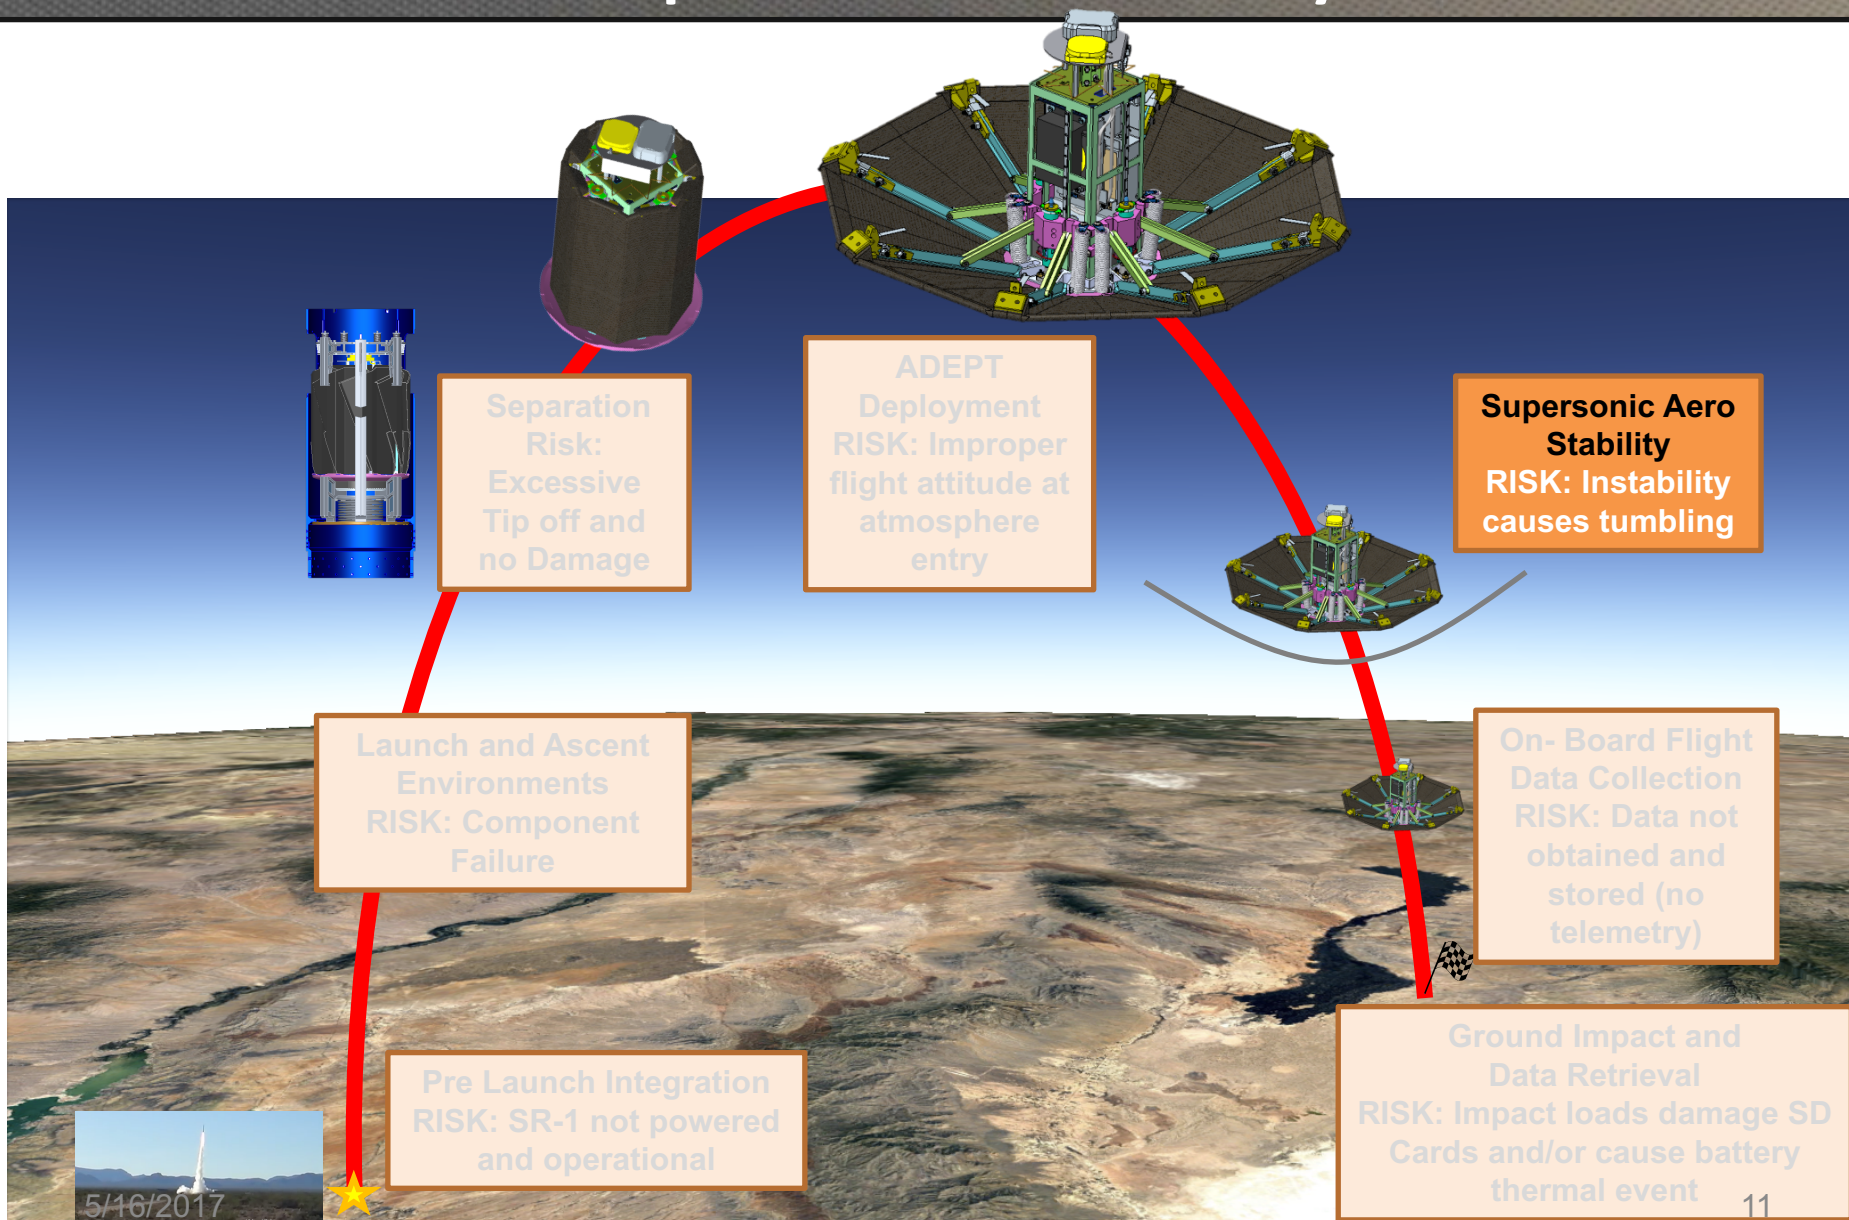 Separation
Risk:
Excessive
Tip off and
no Damage
ADEPT
Deployment
RISK: Improper
flight attitude at
atmosphere
entry
Supersonic Aero
Stability
RISK: Instability
causes tumbling
Launch and Ascent
Environments
RISK: Component
Failure
On- Board Flight
Data Collection
RISK: Data not
obtained and
stored (no
telemetry)
Pre Launch Integration
RISK: SR-1 not powered
and operational
Ground Impact and
Data Retrieval
RISK: Impact loads damage SD
Cards and/or cause battery
thermal event
5/16/2017
11